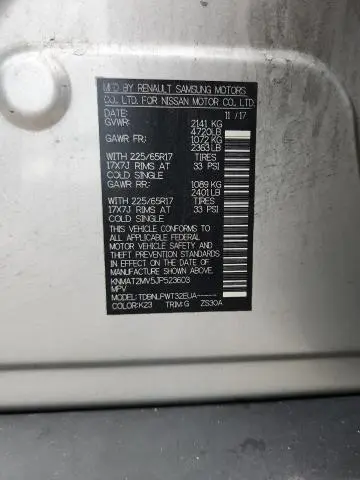 MFD BY RENAULT SAMSUNG MOTORS
CO., LTD. FOR NISSAN MOTOR CO., LTD.
DATE: 11 / 17
GVWR: 2141 KG
4720LB
GAWR FR: 1072 KG
2363 LB
WITH 225/65R17 TIRES
17X7J RIMS AT 33 PSI
COLD SINGLE
GAWR RR: 1089 KG
2401 LB
WITH 225/65R17 TIRES
17X7J RIMS AT 33 PSI
COLD SINGLE
THIS VEHICLE CONFORMS TO ALL
APPLICABLE U.S. FEDERAL
MOTOR VEHICLE SAFETY,
AND THEFT PREVENTION STANDARDS
IN EFFECT ON THE DATE OF
MANUFACTURE SHOWN ABOVE.
KNMAT2MV5JP523603
MPV
MODEL: TDBNLPWT32EUA------
COLOR: K23 TRIM: G ZS30A